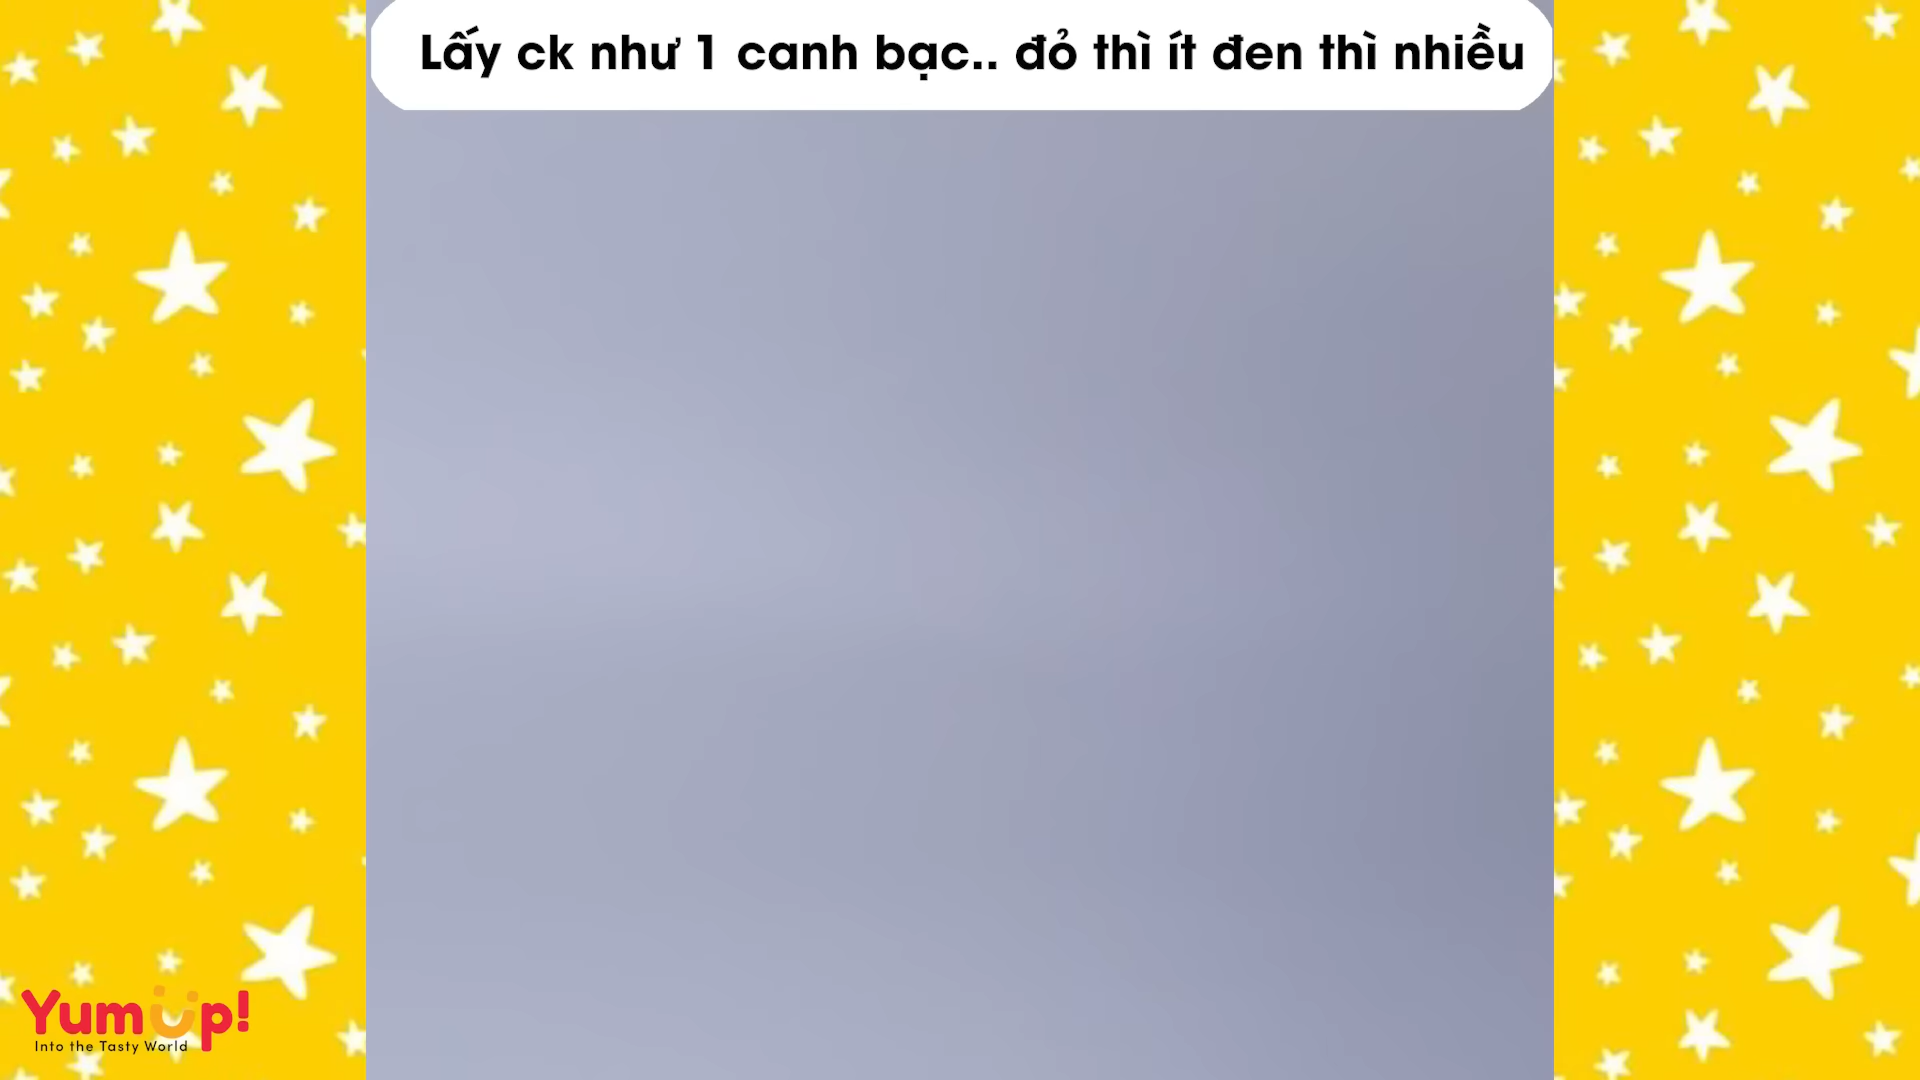 Lấy ck như 1 canh bạc.. đỏ thì ít đen thì nhiều
YumUp!
Into the Tasty World